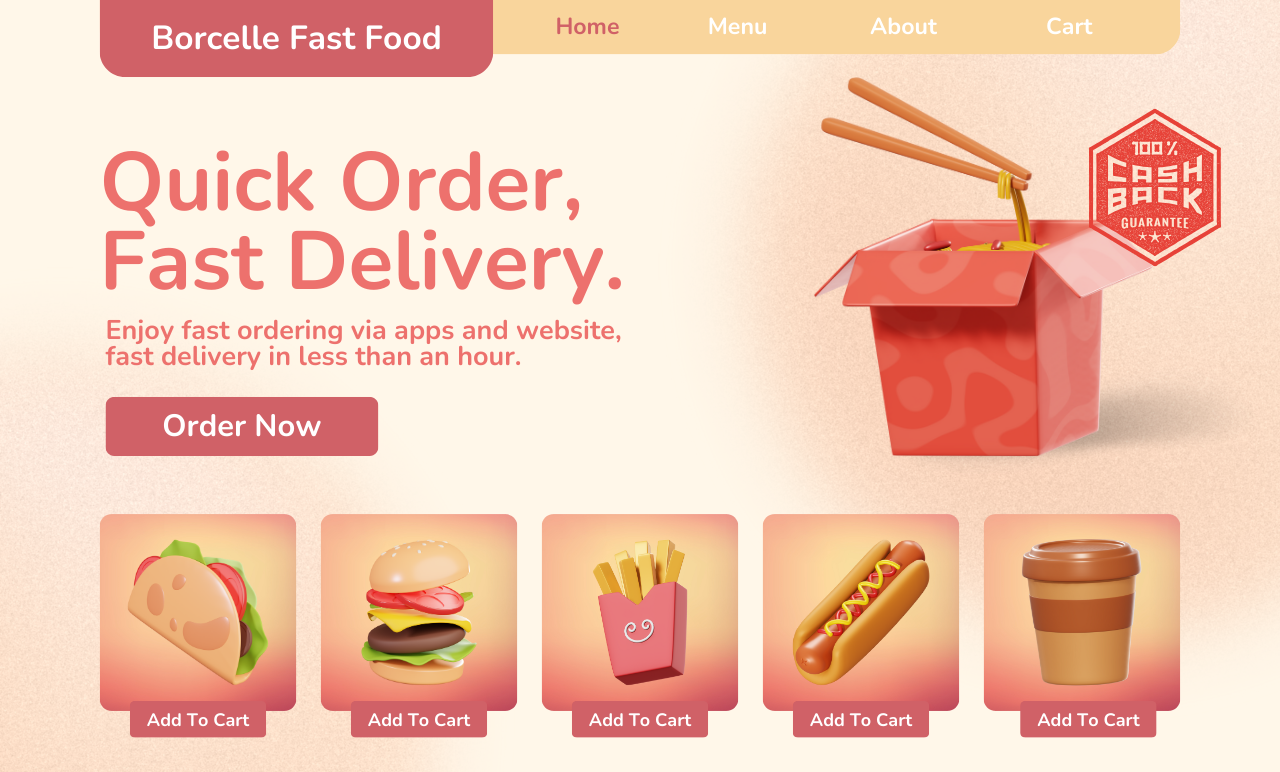 Borcelle Fast Food
Home Menu About Cart
Quick Order,
Fast Delivery.
Enjoy fast ordering via apps and website,
fast delivery in less than an hour.
Order Now
100%
CASH
BACK
GUARANTEE
Add To Cart
Add To Cart
Add To Cart
Add To Cart
Add To Cart